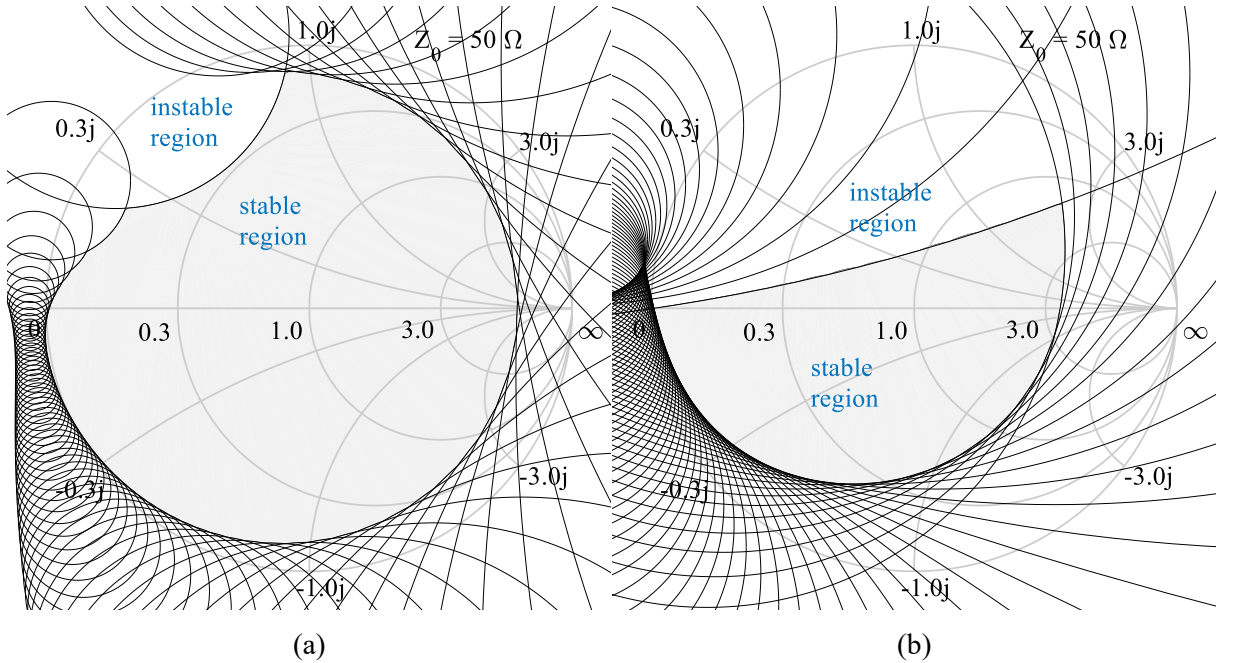 1.0j
Z0 = 50 Ω
instable
region
0.3j
3.0j
stable
region
0
0.3
1.0
3.0
∞
-0.3j
-3.0j
-1.0j
(a)
1.0j
Z0 = 50 Ω
0.3j
3.0j
instable
region
0
0.3
1.0
3.0
∞
stable
region
-0.3j
-3.0j
-1.0j
(b)